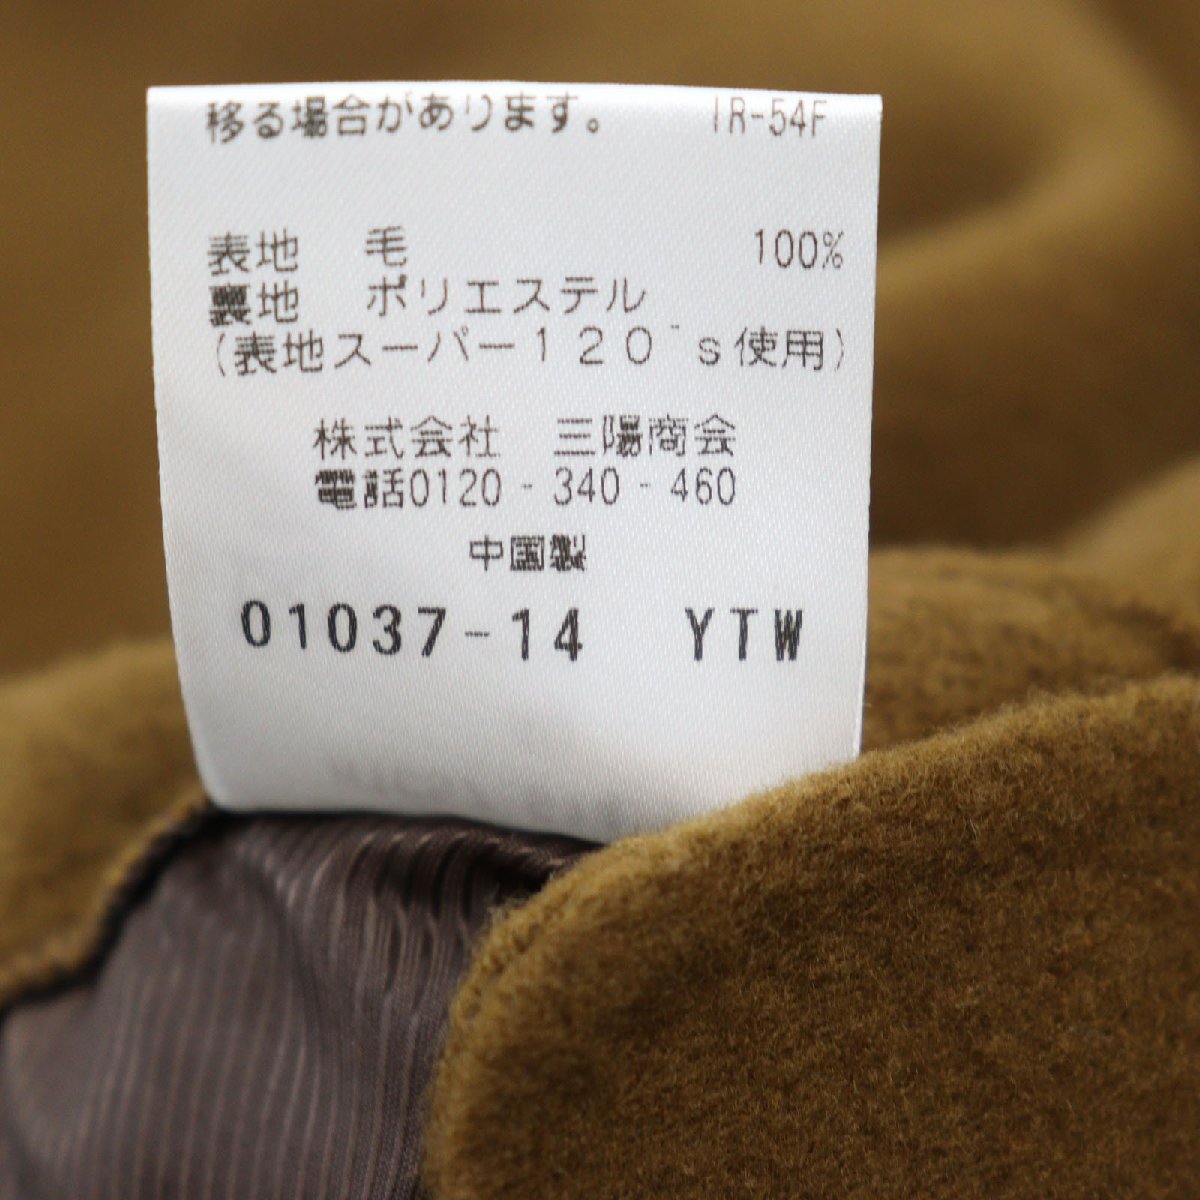 移る場合があります。 IR-54F
表地 毛 100%
裏地 ポリエステル
(表地スーパー120's使用)
株式会社 三陽商会
電話0120-340-460
中国製
01037-14 YTW